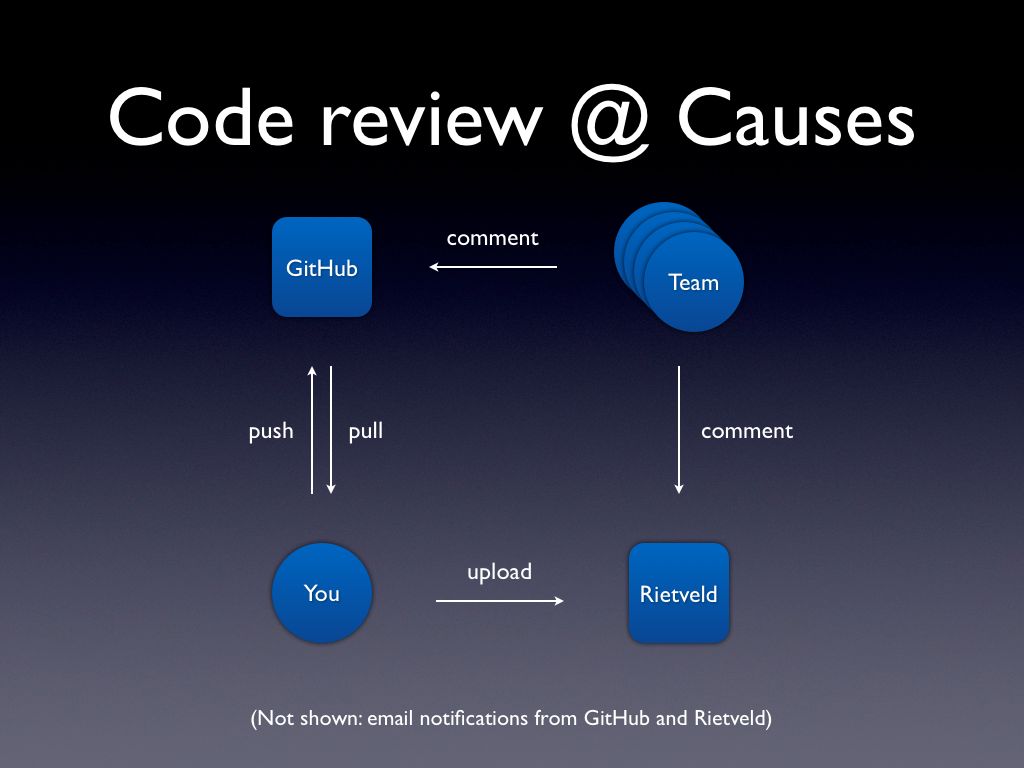 Code review @ Causes
GitHub
comment
Team
push
pull
comment
You
upload
Rietveld
(Not shown: email notifications from GitHub and Rietveld)